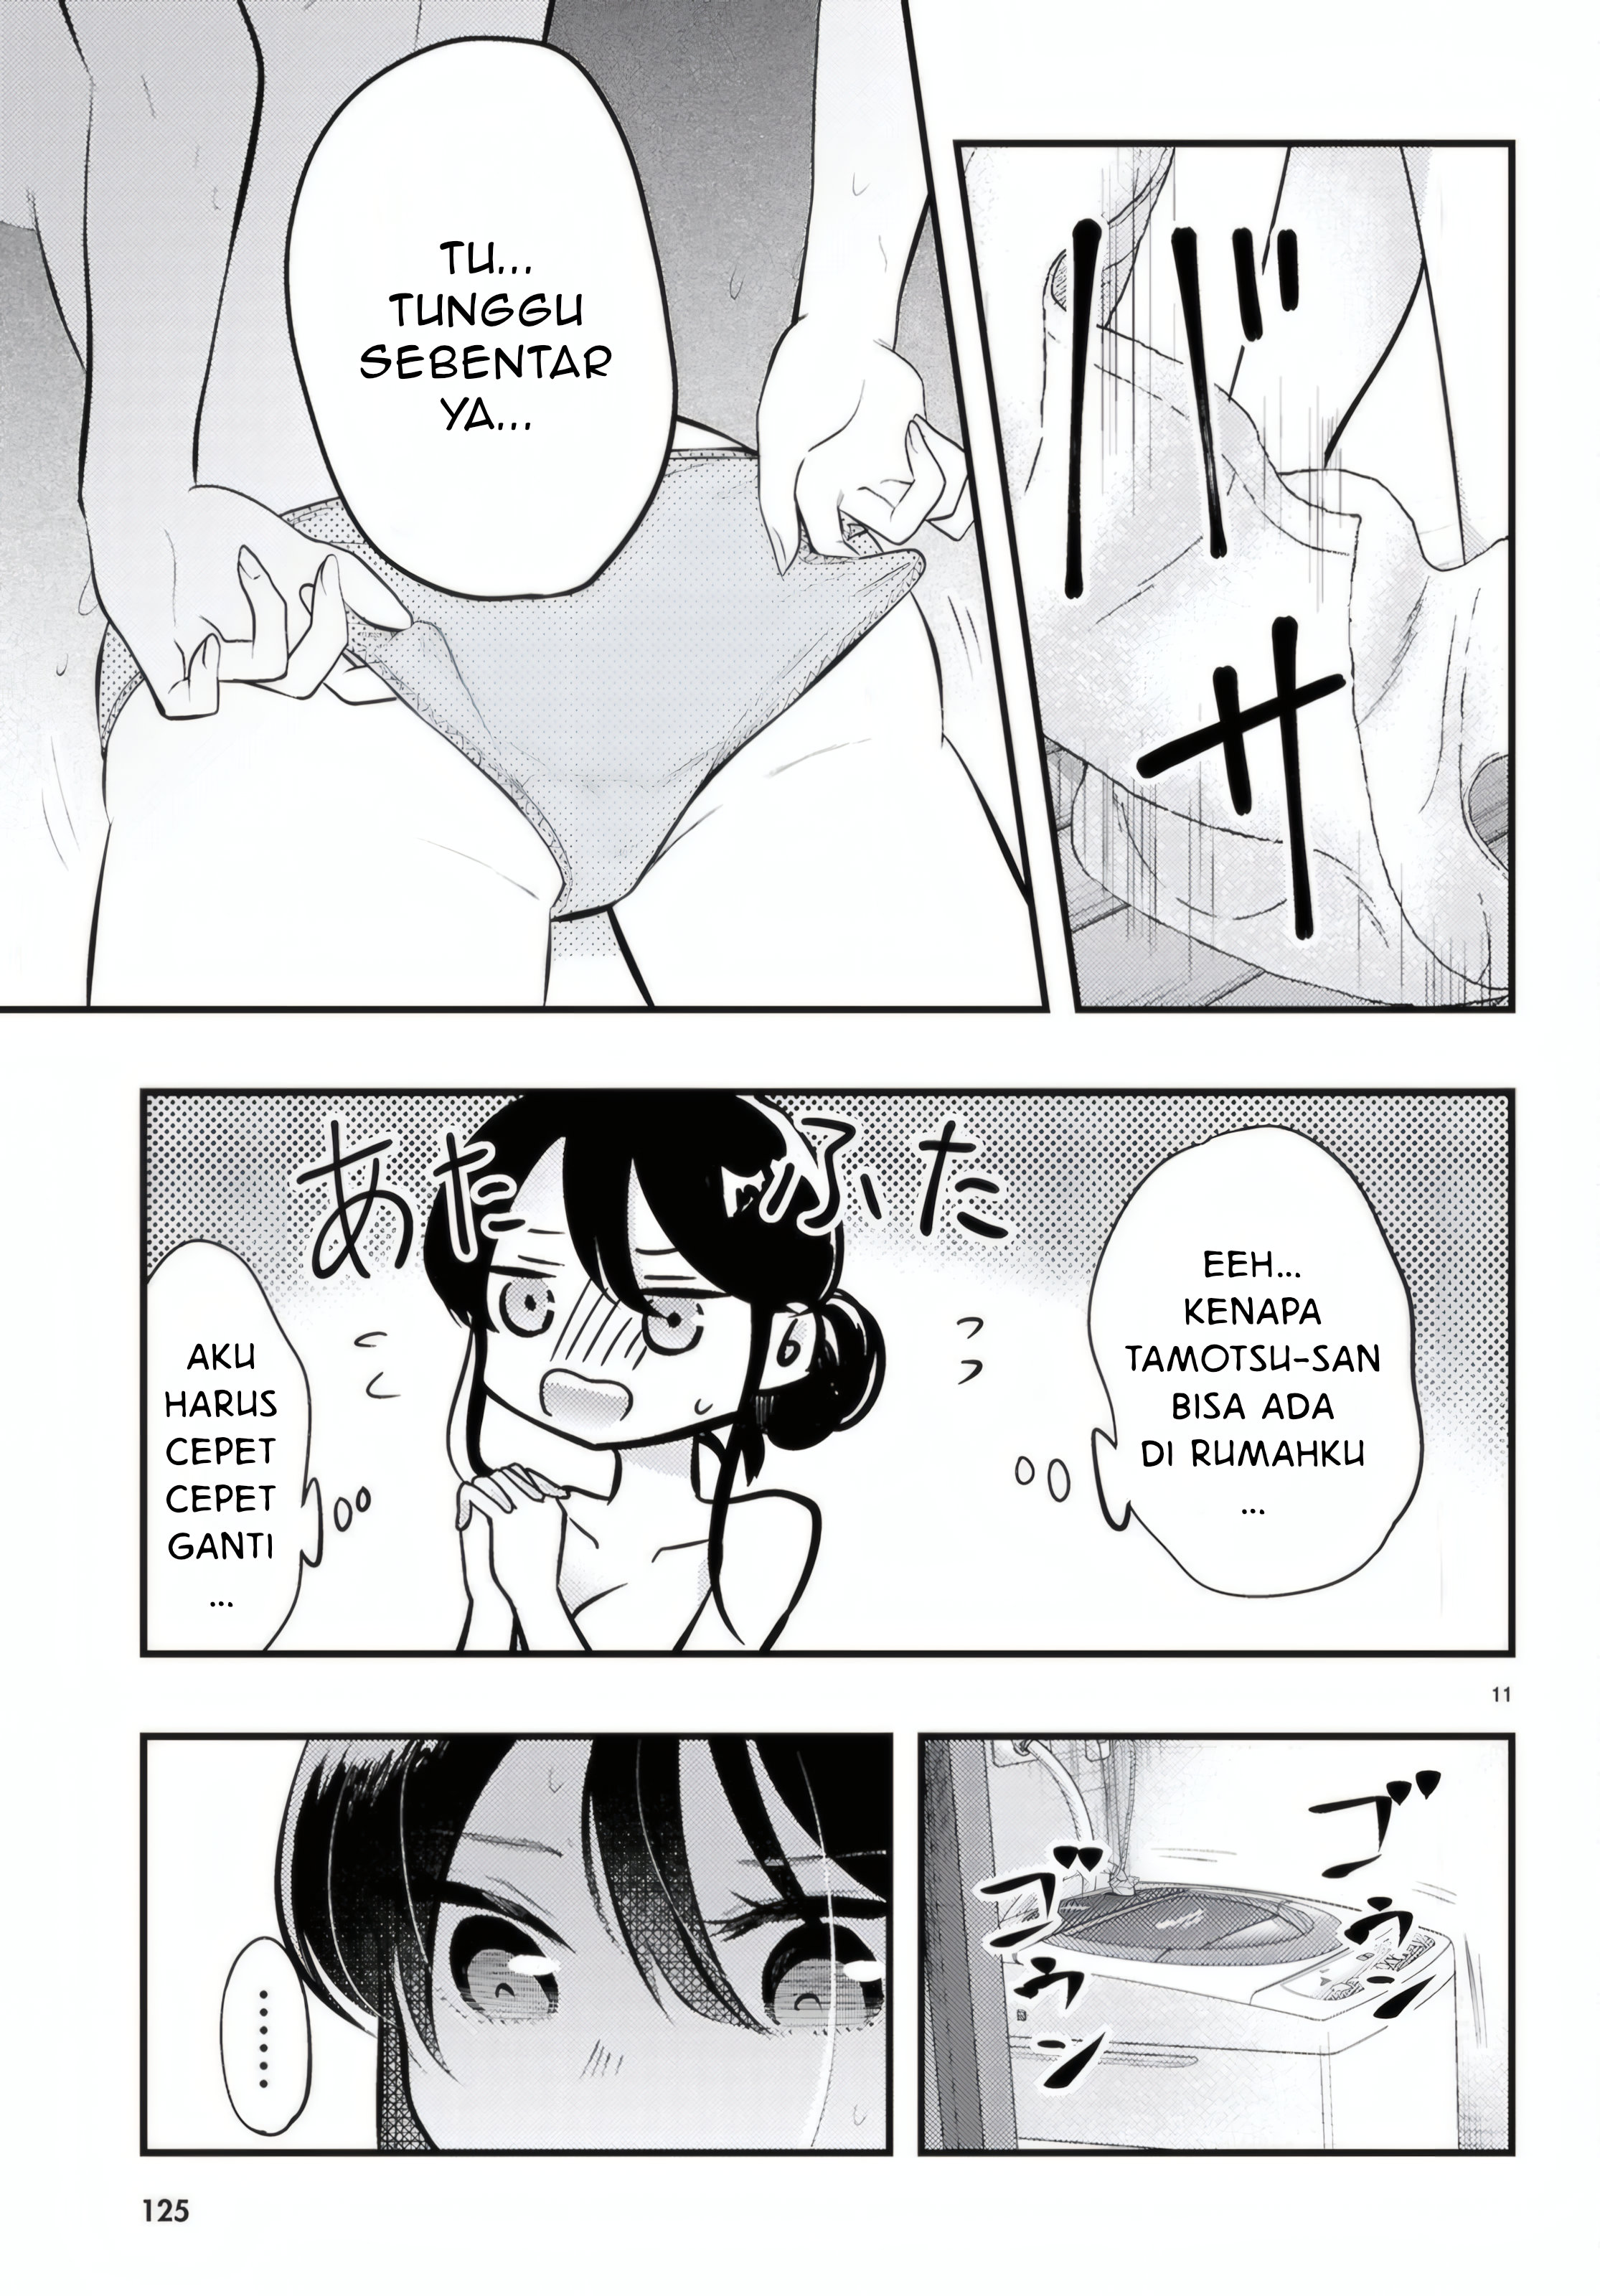 バサ
TU...
TUNGGU
SEBENTAR
YA...
EEH...
KENAPA
TAMOTSU-SAN
BISA ADA
DI RUMAHKU
...
あたふた
AKU
HARUS
CEPET
CEPET
GANTI
...
11
ゴウン
ゴウン
......
125